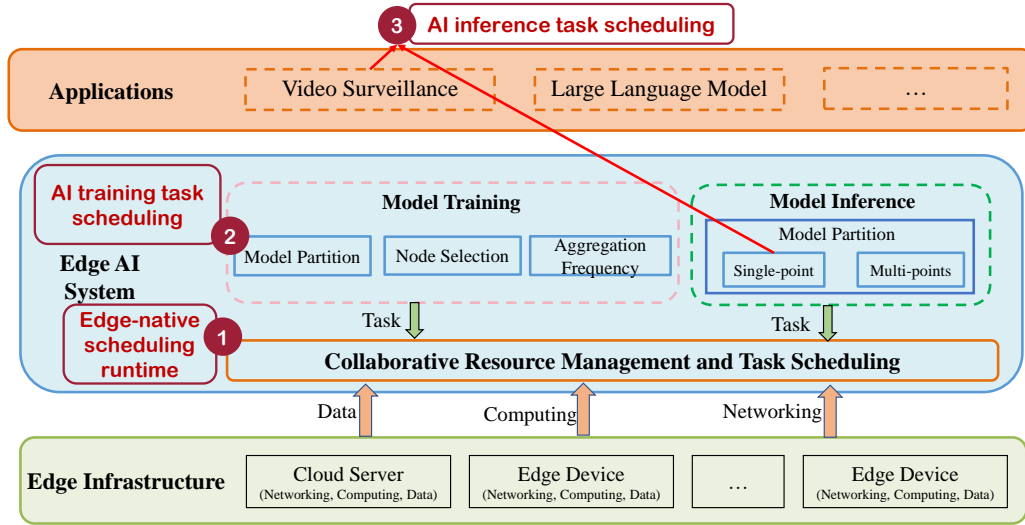 3
AI inference task scheduling
Applications
Video Surveillance
Large Language Model
…
AI training task
scheduling
2
Model Training
Model Partition
Node Selection
Aggregation
Frequency
Model Inference
Model Partition
Single-point
Multi-points
Edge AI
System
Task
Task
Edge-native
scheduling
runtime
1
Collaborative Resource Management and Task Scheduling
Data
Computing
Networking
Edge Infrastructure
Cloud Server
(Networking, Computing, Data)
Edge Device
(Networking, Computing, Data)
…
Edge Device
(Networking, Computing, Data)